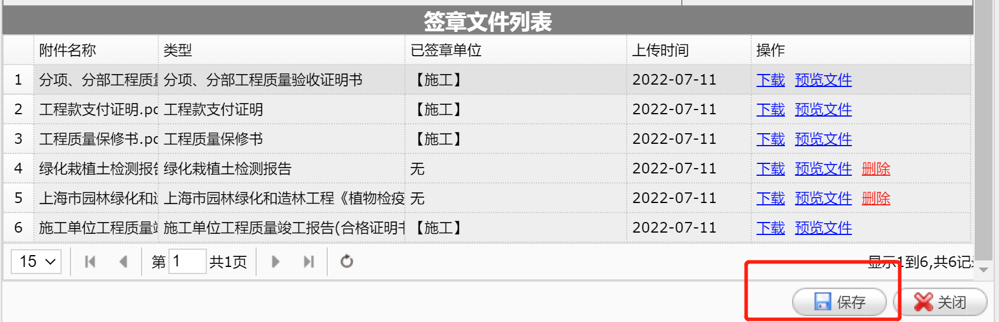 签章文件列表
附件名称 类型 已签章单位 上传时间 操作
1 分项、分部工程质 分项、分部工程质量验收证明书 【施工】 2022-07-11 下载 预览文件
2 工程款支付证明.pd 工程款支付证明 【施工】 2022-07-11 下载 预览文件
3 工程质量保修书.pd 工程质量保修书 【施工】 2022-07-11 下载 预览文件
4 绿化栽植土检测报告 绿化栽植土检测报告 无 2022-07-11 下载 预览文件 删除
5 上海市园林绿化和 上海市园林绿化和造林工程《植物检疫 无 2022-07-11 下载 预览文件 删除
6 施工单位工程质量 施工单位工程质量竣工报告(合格证明书 【施工】 2022-07-11 下载 预览文件
15 第 1 共1页 显示1到6,共6记
保存 关闭